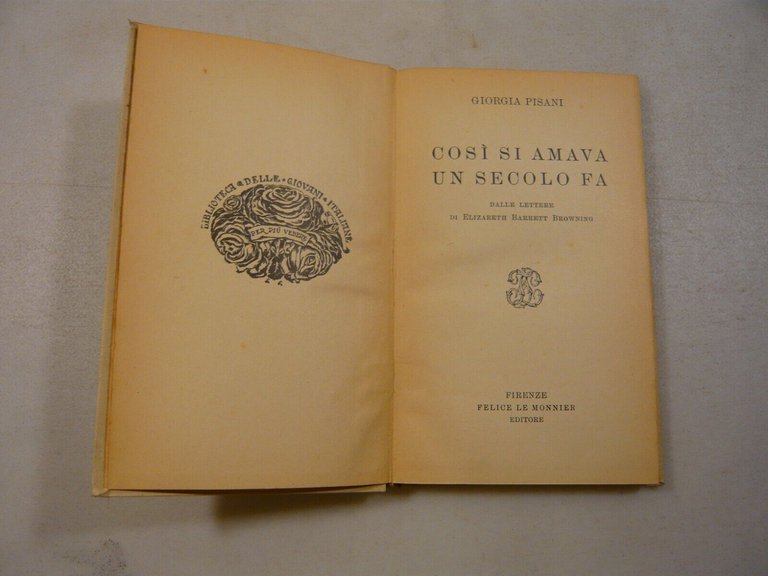 BIBLIOTECA DELLE GIOVANI ITALIANE
PER PIÙ VEDERE
GIORGIA PISANI
COSÌ SI AMAVA
UN SECOLO FA
DALLE LETTERE
DI ELIZABETH BARRETT BROWNING
FIRENZE
FELICE LE MONNIER
EDITORE